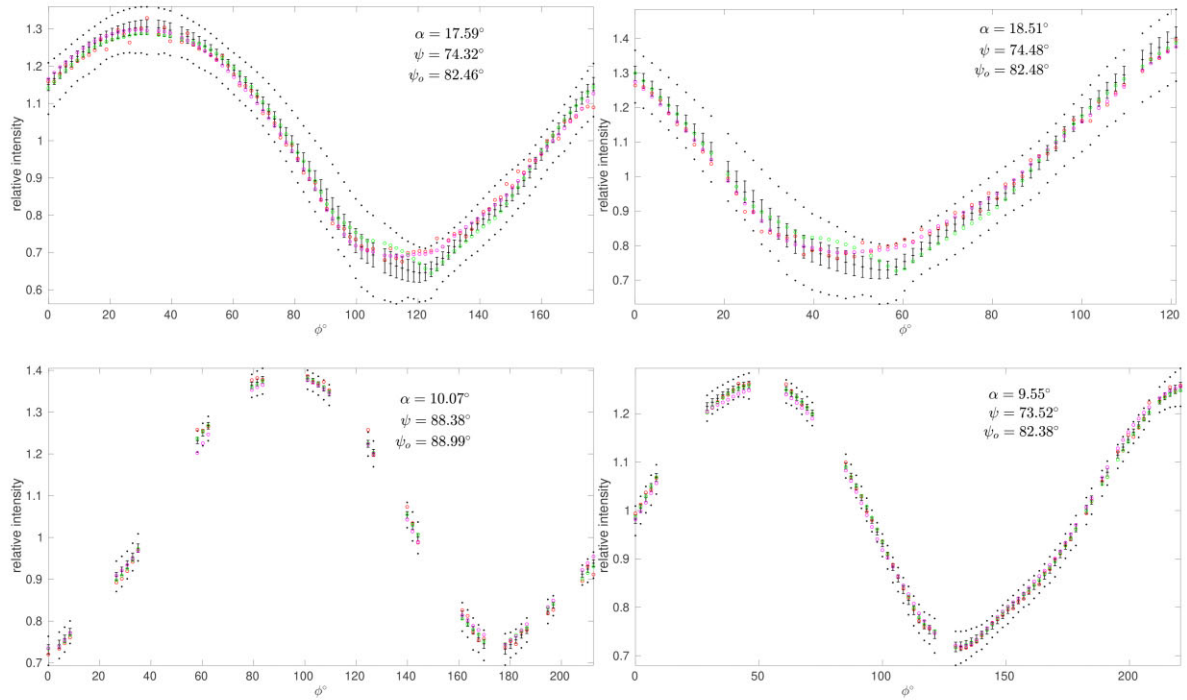 1.3
1.2
1.1
1
0.9
0.8
0.7
0.6
relative intensity
α = 17.59°
ψ = 74.32°
ψₒ = 82.46°
0 20 40 60 80 100 120 140 160
ϕ°
1.4
1.3
1.2
1.1
1
0.9
0.8
0.7
relative intensity
α = 18.51°
ψ = 74.48°
ψₒ = 82.48°
0 20 40 60 80 100 120
ϕ°
1.4
1.3
1.2
1.1
1
0.9
0.8
0.7
relative intensity
α = 10.07°
ψ = 88.38°
ψₒ = 88.99°
0 20 40 60 80 100 120 140 160 180 200
ϕ°
1.2
1.1
1
0.9
0.8
0.7
relative intensity
α = 9.55°
ψ = 73.52°
ψₒ = 82.38°
0 50 100 150 200
ϕ°